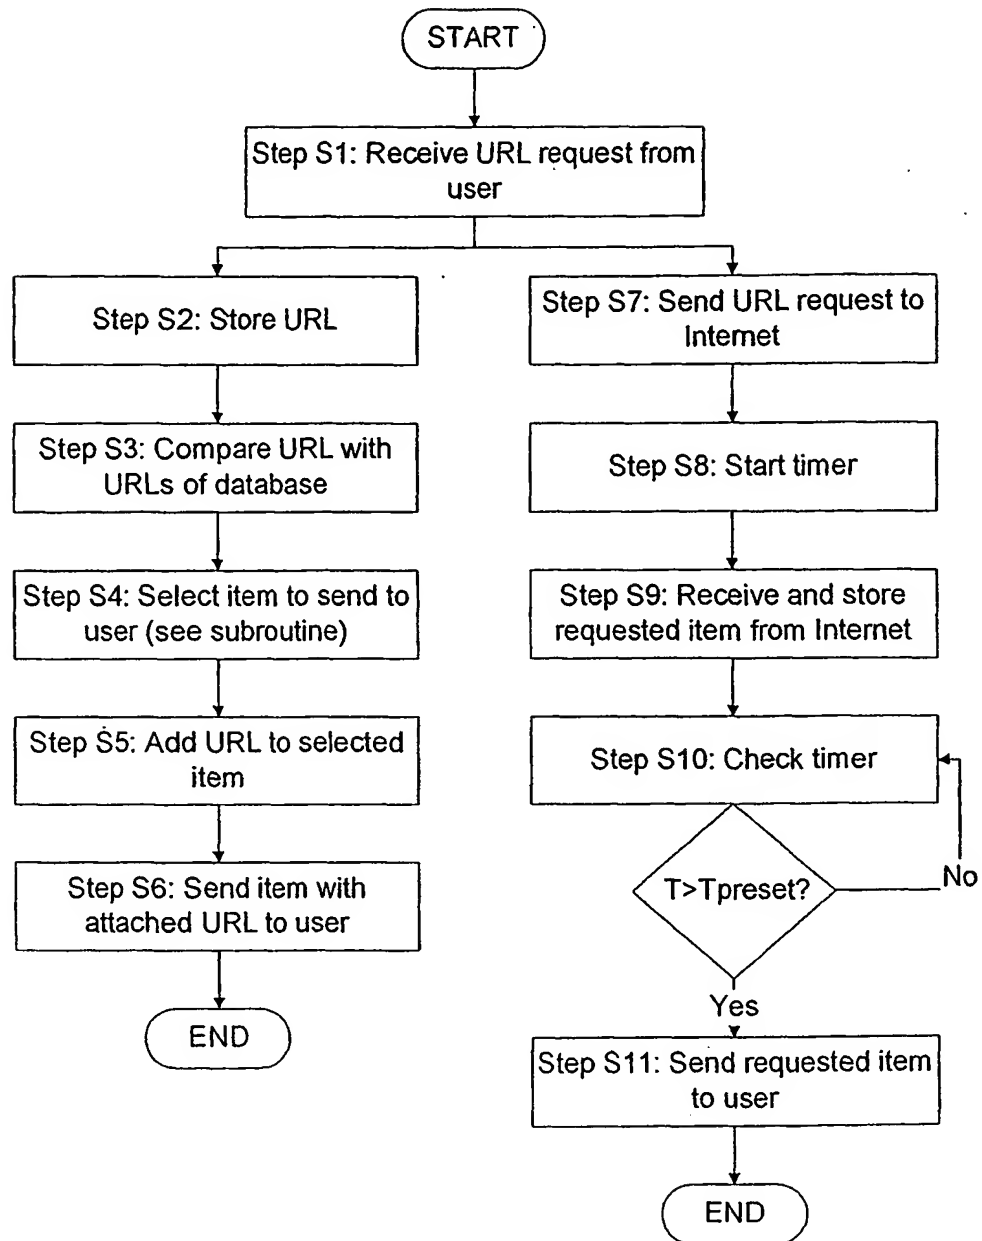 START
Step S1: Receive URL request from
user
Step S2: Store URL
Step S3: Compare URL with
URLs of database
Step S4: Select item to send to
user (see subroutine)
Step S5: Add URL to selected
item
Step S6: Send item with
attached URL to user
END
Step S7: Send URL request to
Internet
Step S8: Start timer
Step S9: Receive and store
requested item from Internet
Step S10: Check timer
T>Tpreset?
No
Yes
Step S11: Send requested item
to user
END